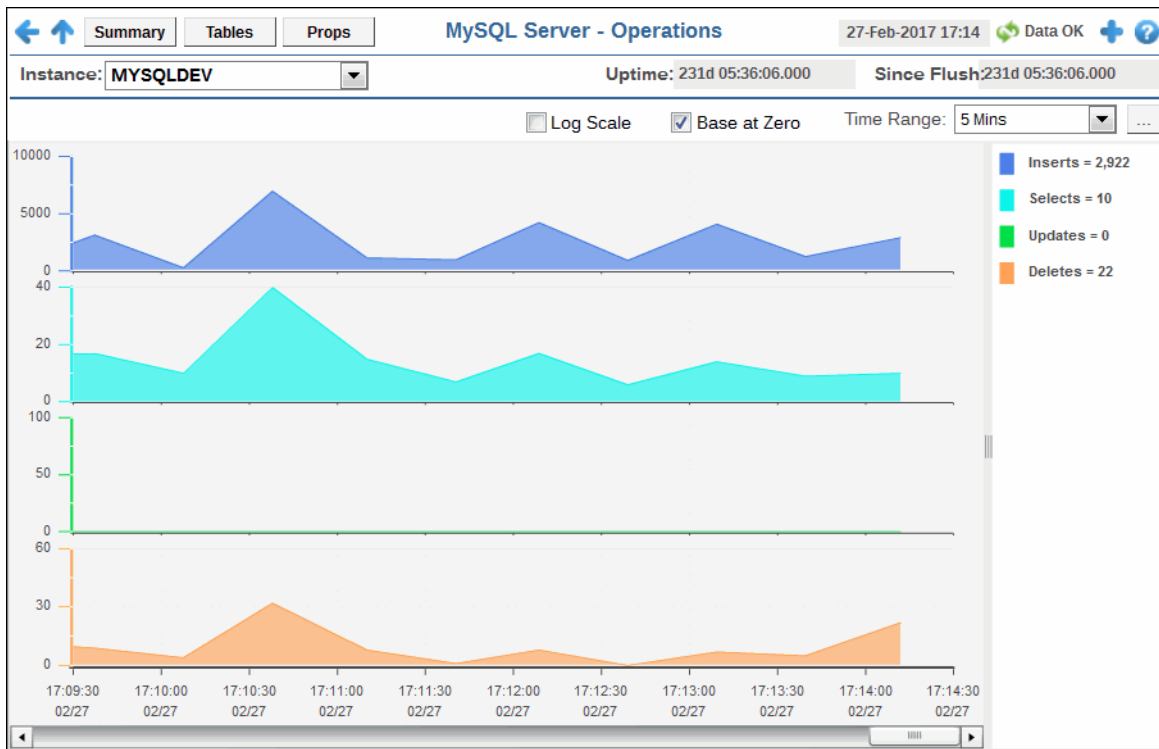 Summary Tables Props MySQL Server - Operations 27-Feb-2017 17:14 Data OK
Instance: MYSQLDEV Uptime: 231d 05:36:06.000 Since Flush: 231d 05:36:06.000
Log Scale Base at Zero Time Range: 5 Mins ...
10000
5000
0
Inserts = 2,922
Selects = 10
Updates = 0
Deletes = 22
40
20
0
100
50
0
60
30
0
17:09:30 17:10:00 17:10:30 17:11:00 17:11:30 17:12:00 17:12:30 17:13:00 17:13:30 17:14:00 17:14:30
02/27 02/27 02/27 02/27 02/27 02/27 02/27 02/27 02/27 02/27 02/27